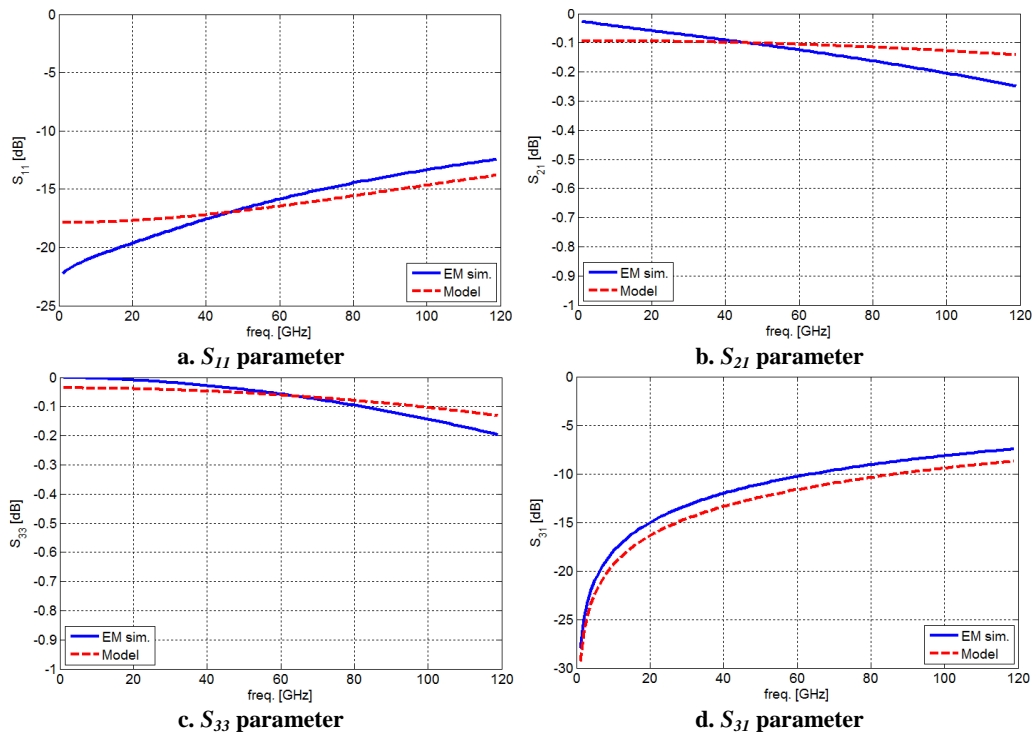 0
-5
-10
-15
-20
-25
S11 [dB]
EM sim.
Model
0 20 40 60 80 100 120
freq. [GHz]
a. S11 parameter
0
-0.1
-0.2
-0.3
-0.4
-0.5
-0.6
-0.7
-0.8
-0.9
-1
S21 [dB]
EM sim.
Model
0 20 40 60 80 100 120
freq. [GHz]
b. S21 parameter
0
-0.1
-0.2
-0.3
-0.4
-0.5
-0.6
-0.7
-0.8
-0.9
-1
S33 [dB]
EM sim.
Model
0 20 40 60 80 100 120
freq. [GHz]
c. S33 parameter
0
-5
-10
-15
-20
-25
-30
S31 [dB]
EM sim.
Model
0 20 40 60 80 100 120
freq. [GHz]
d. S31 parameter